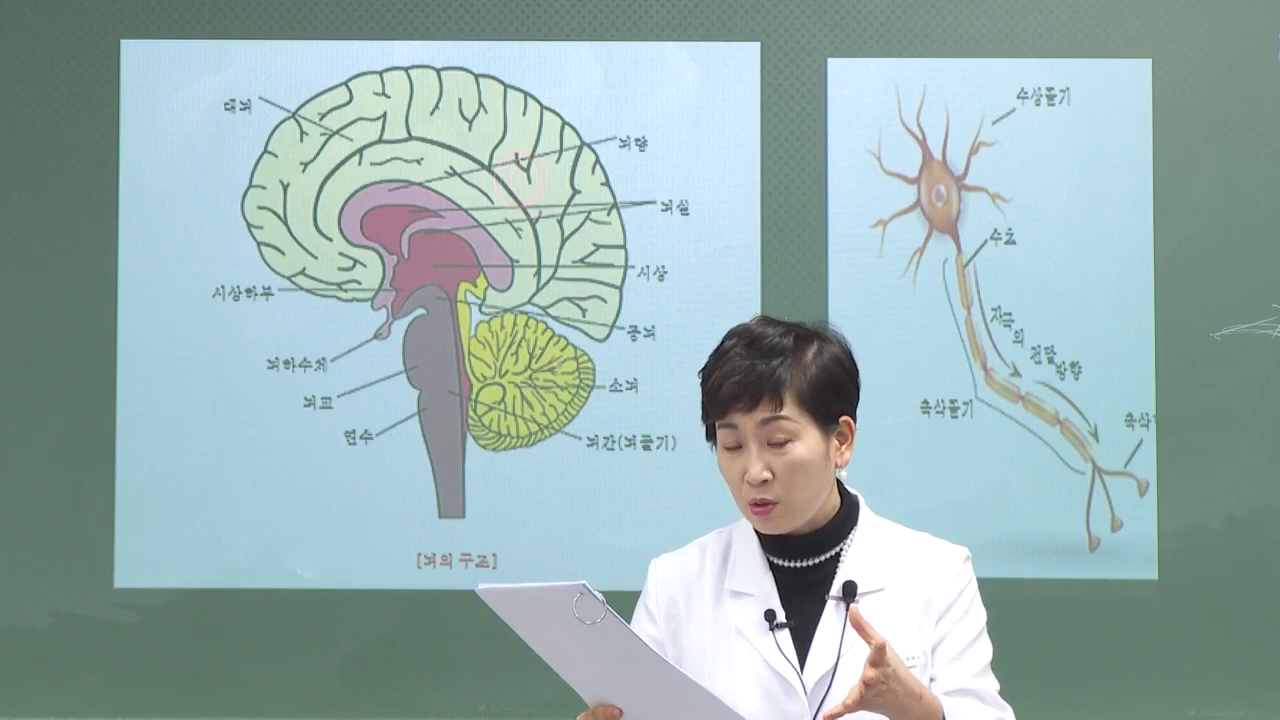 대뇌
뇌량
뇌실
시상
시상하부
중뇌
뇌하수체
소뇌
뇌교
연수
뇌간(뇌줄기)
[뇌의 구조]
수상돌기
수초
자극
의
전달
방향
축삭돌기
축삭